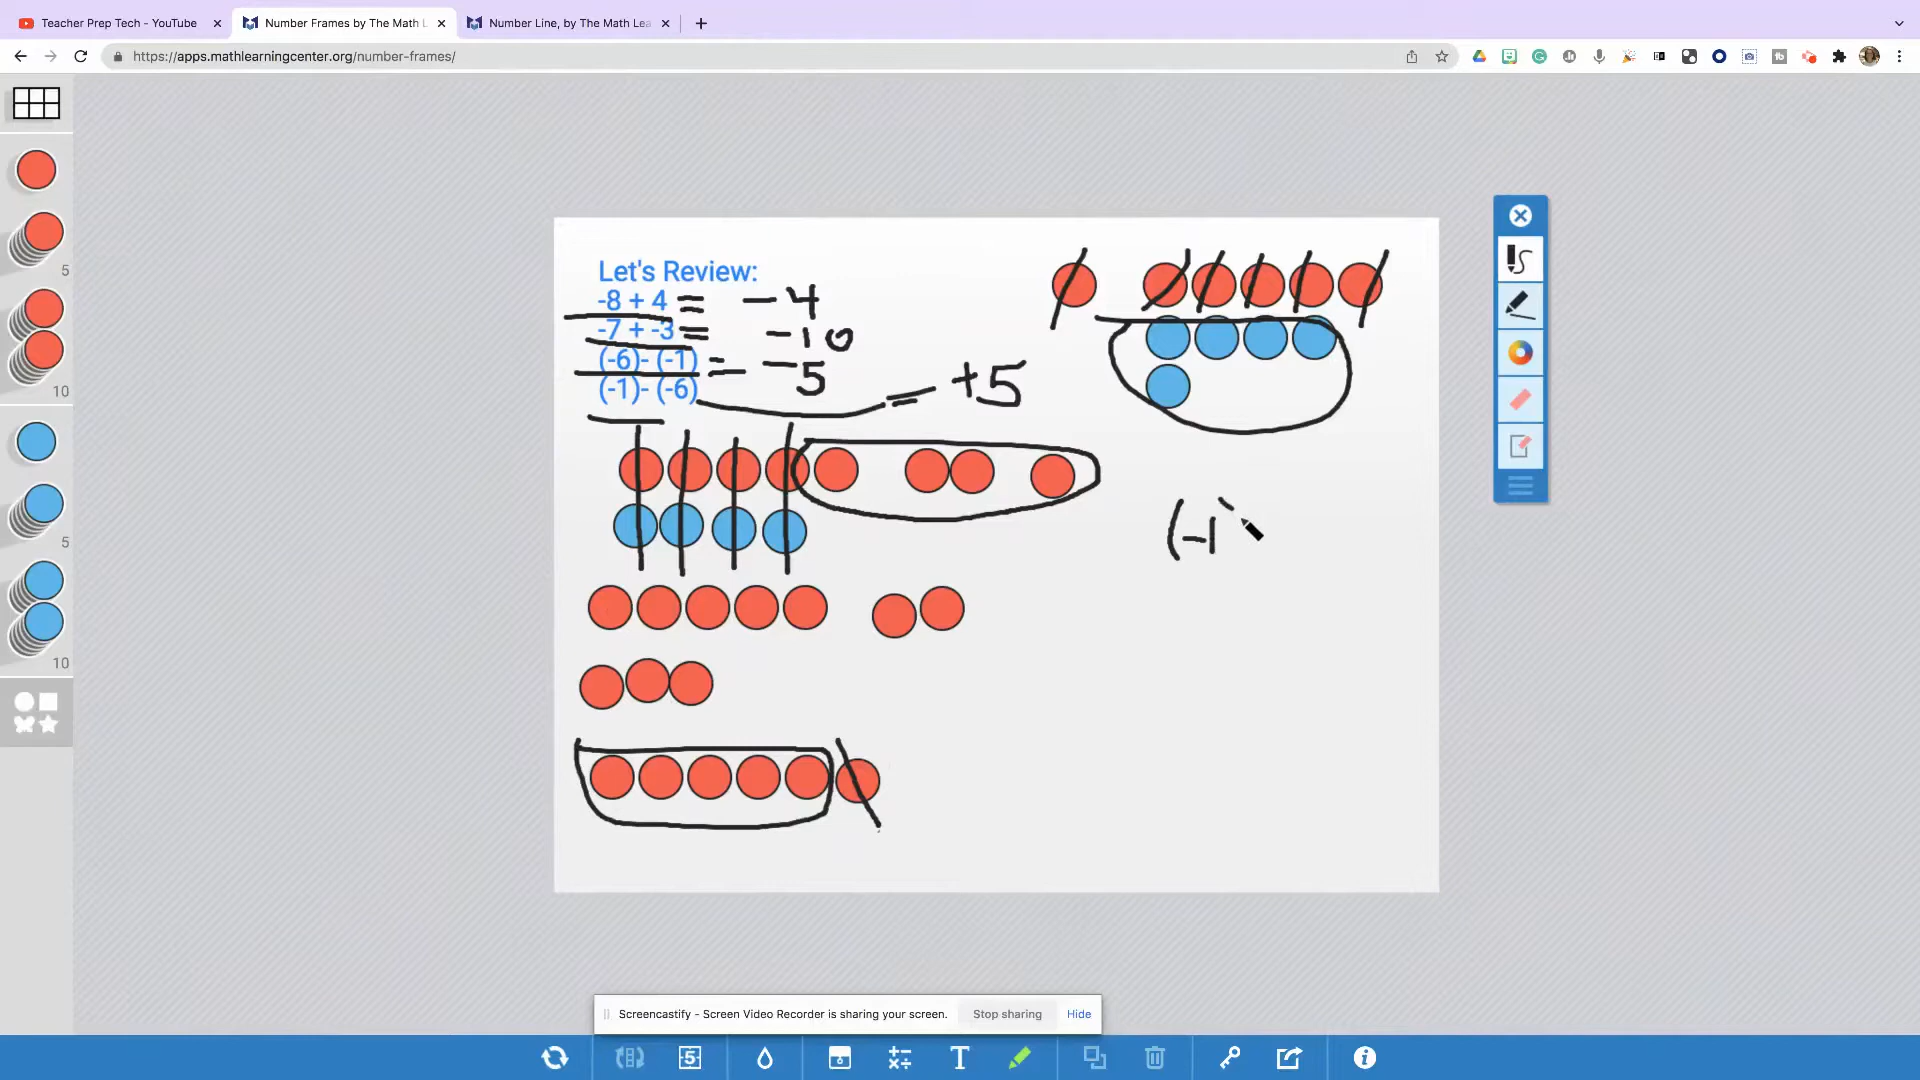 Teacher Prep Tech - YouTube
Number Frames by The Math L
Number Line, by The Math Lea
https://apps.mathlearningcenter.org/number-frames/
5
10
5
10
Let's Review:
-8 + 4 = -4
-7 + -3 = -10
(-6)- (-1) = -5
(-1)- (-6) = +5
(-1
Screencastify - Screen Video Recorder is sharing your screen.
Stop sharing
Hide
5
T